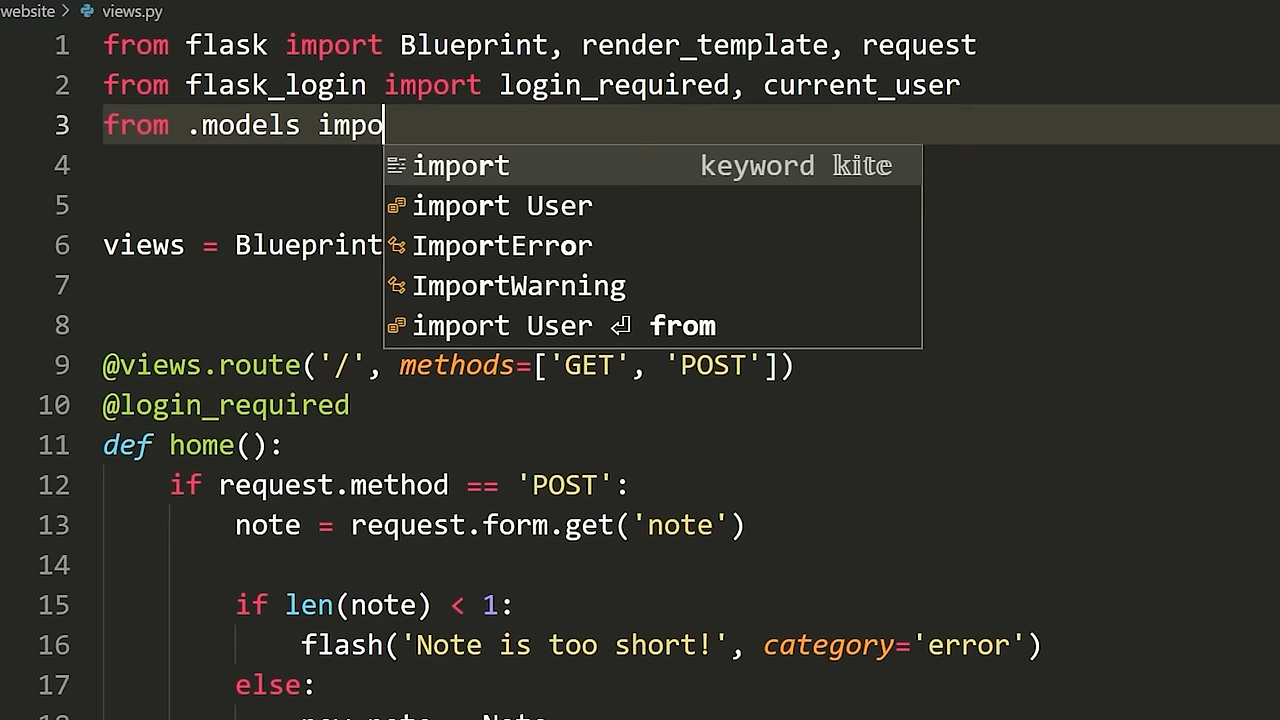 website > views.py
1 from flask import Blueprint, render_template, request
2 from flask_login import login_required, current_user
3 from .models impo
4 import keyword kite
5 import User
6 views = Blueprint ImportError
7 ImportWarning
8 import User ⏎ from
9 @views.route('/', methods=['GET', 'POST'])
10 @login_required
11 def home():
12 if request.method == 'POST':
13 note = request.form.get('note')
14
15 if len(note) < 1:
16 flash('Note is too short!', category='error')
17 else:
18 new_note = Note